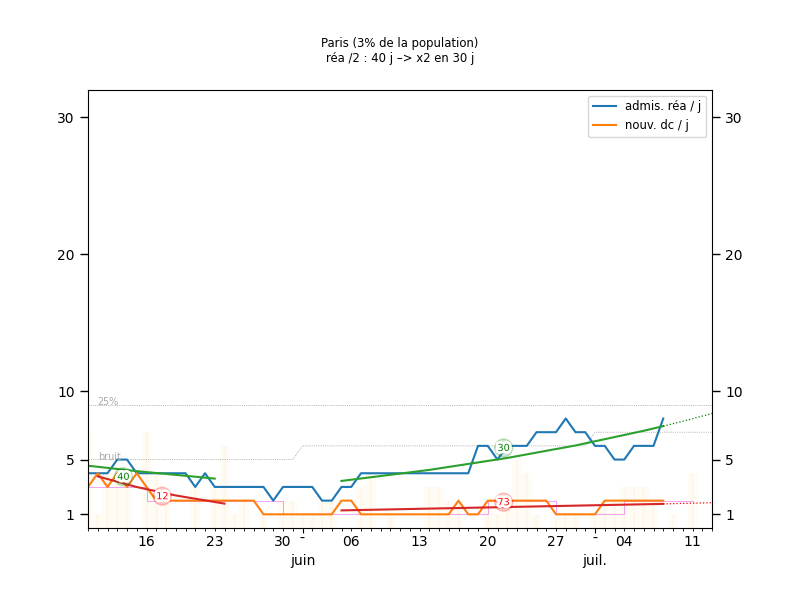 Paris (3% de la population)
réa /2 : 40 j –> x2 en 30 j
admis. réa / j
nouv. dc / j
30 30
20 20
10 10
25%
5 5
bruit
40
30
12
73
1 1
16 23 30 - 06 13 20 27 - 04 11
juin juil.